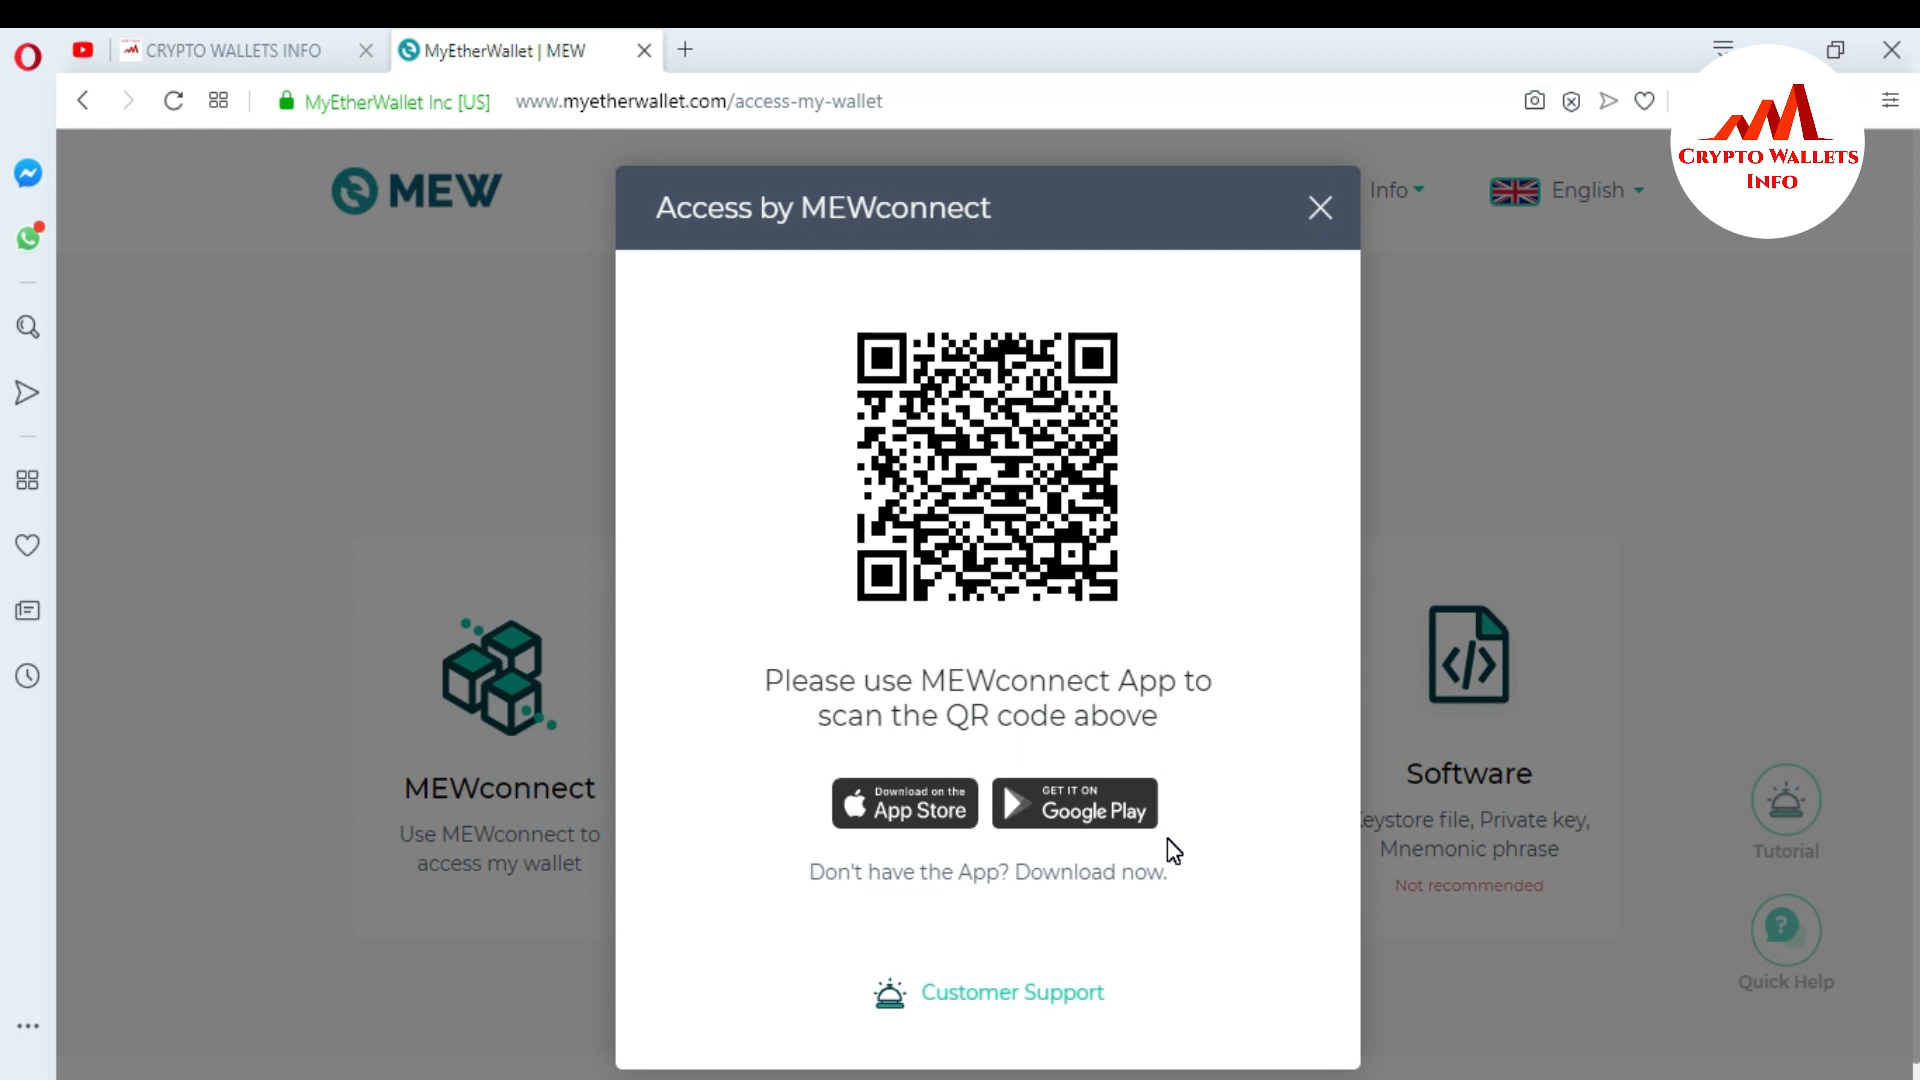 CRYPTO WALLETS INFO
MyEtherWallet | MEW
MyEtherWallet Inc [US]
www.myetherwallet.com/access-my-wallet
CRYPTO WALLETS
INFO
MEW
Access by MEWconnect
Info
English
Please use MEWconnect App to
scan the QR code above
Download on the
App Store
GET IT ON
Google Play
Don't have the App? Download now.
Customer Support
MEWconnect
Use MEWconnect to
access my wallet
Software
eystore file, Private key,
Mnemonic phrase
Not recommended
Tutorial
?
Quick Help